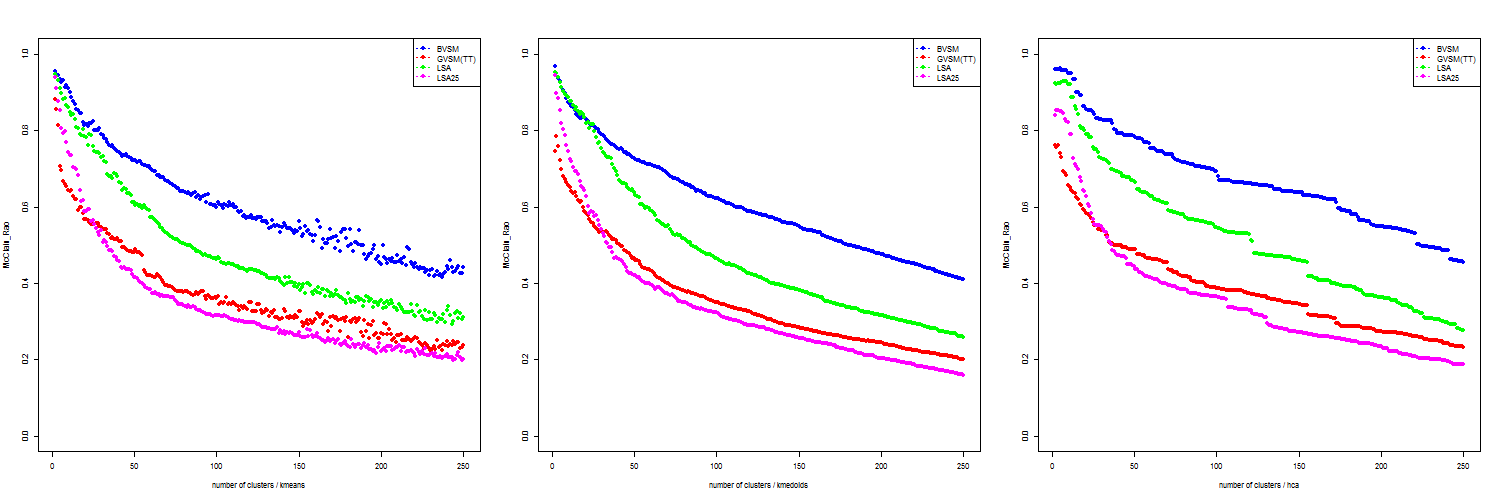 BVSM
GVSM(TT)
LSA
LSA25
McClain_Rao
0.0
0.2
0.4
0.6
0.8
1.0
0
50
100
150
200
250
number of clusters / kmeans
BVSM
GVSM(TT)
LSA
LSA25
McClain_Rao
0.0
0.2
0.4
0.6
0.8
1.0
0
50
100
150
200
250
number of clusters / kmedoids
BVSM
GVSM(TT)
LSA
LSA25
McClain_Rao
0.0
0.2
0.4
0.6
0.8
1.0
0
50
100
150
200
250
number of clusters / hca